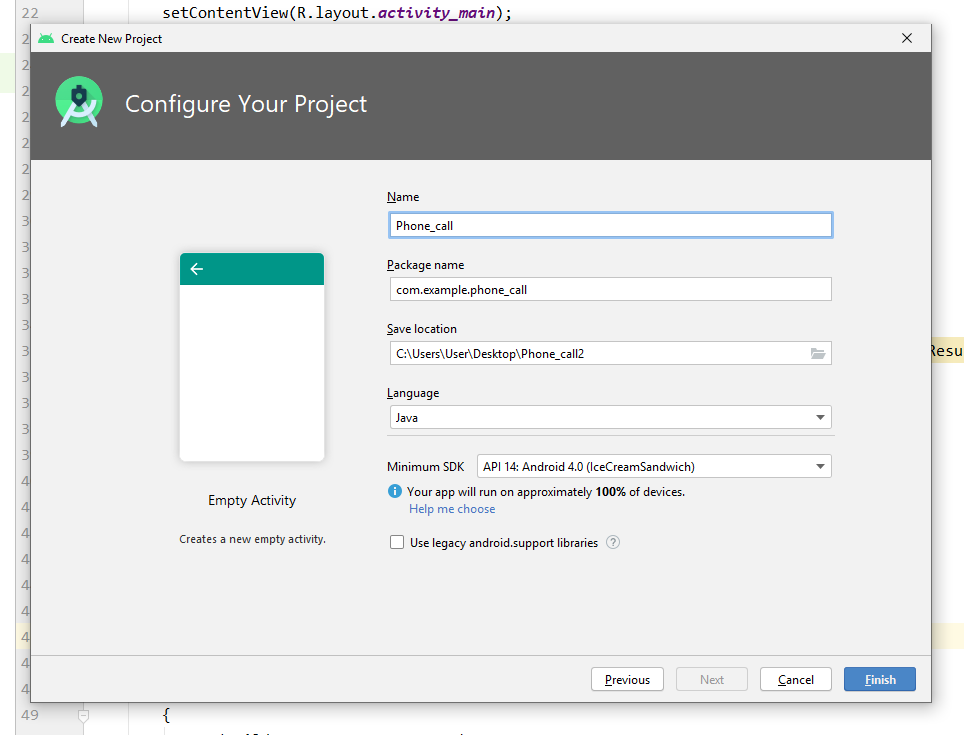 22
setContentView(R.layout.activity_main);
Create New Project
Configure Your Project
Name
Phone_call
Package name
com.example.phone_call
Save location
C:\Users\User\Desktop\Phone_call2
Resu
Language
Java
Minimum SDK API 14: Android 4.0 (IceCreamSandwich)
Your app will run on approximately 100% of devices.
Help me choose
Empty Activity
Creates a new empty activity.
Use legacy android.support libraries ?
Previous Next Cancel Finish
49 {